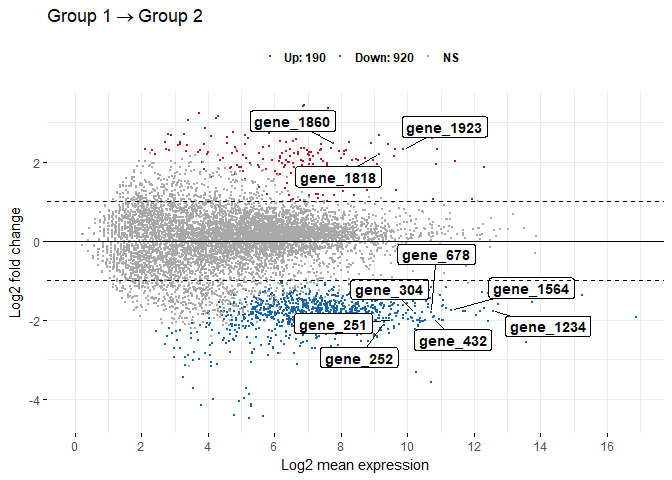 Group 1 → Group 2
Up: 190 Down: 920 NS
gene_1860
gene_1923
gene_1818
gene_678
gene_304
gene_1564
gene_251
gene_1234
gene_432
gene_252
Log2 fold change
2
0
-2
-4
0 2 4 6 8 10 12 14 16
Log2 mean expression